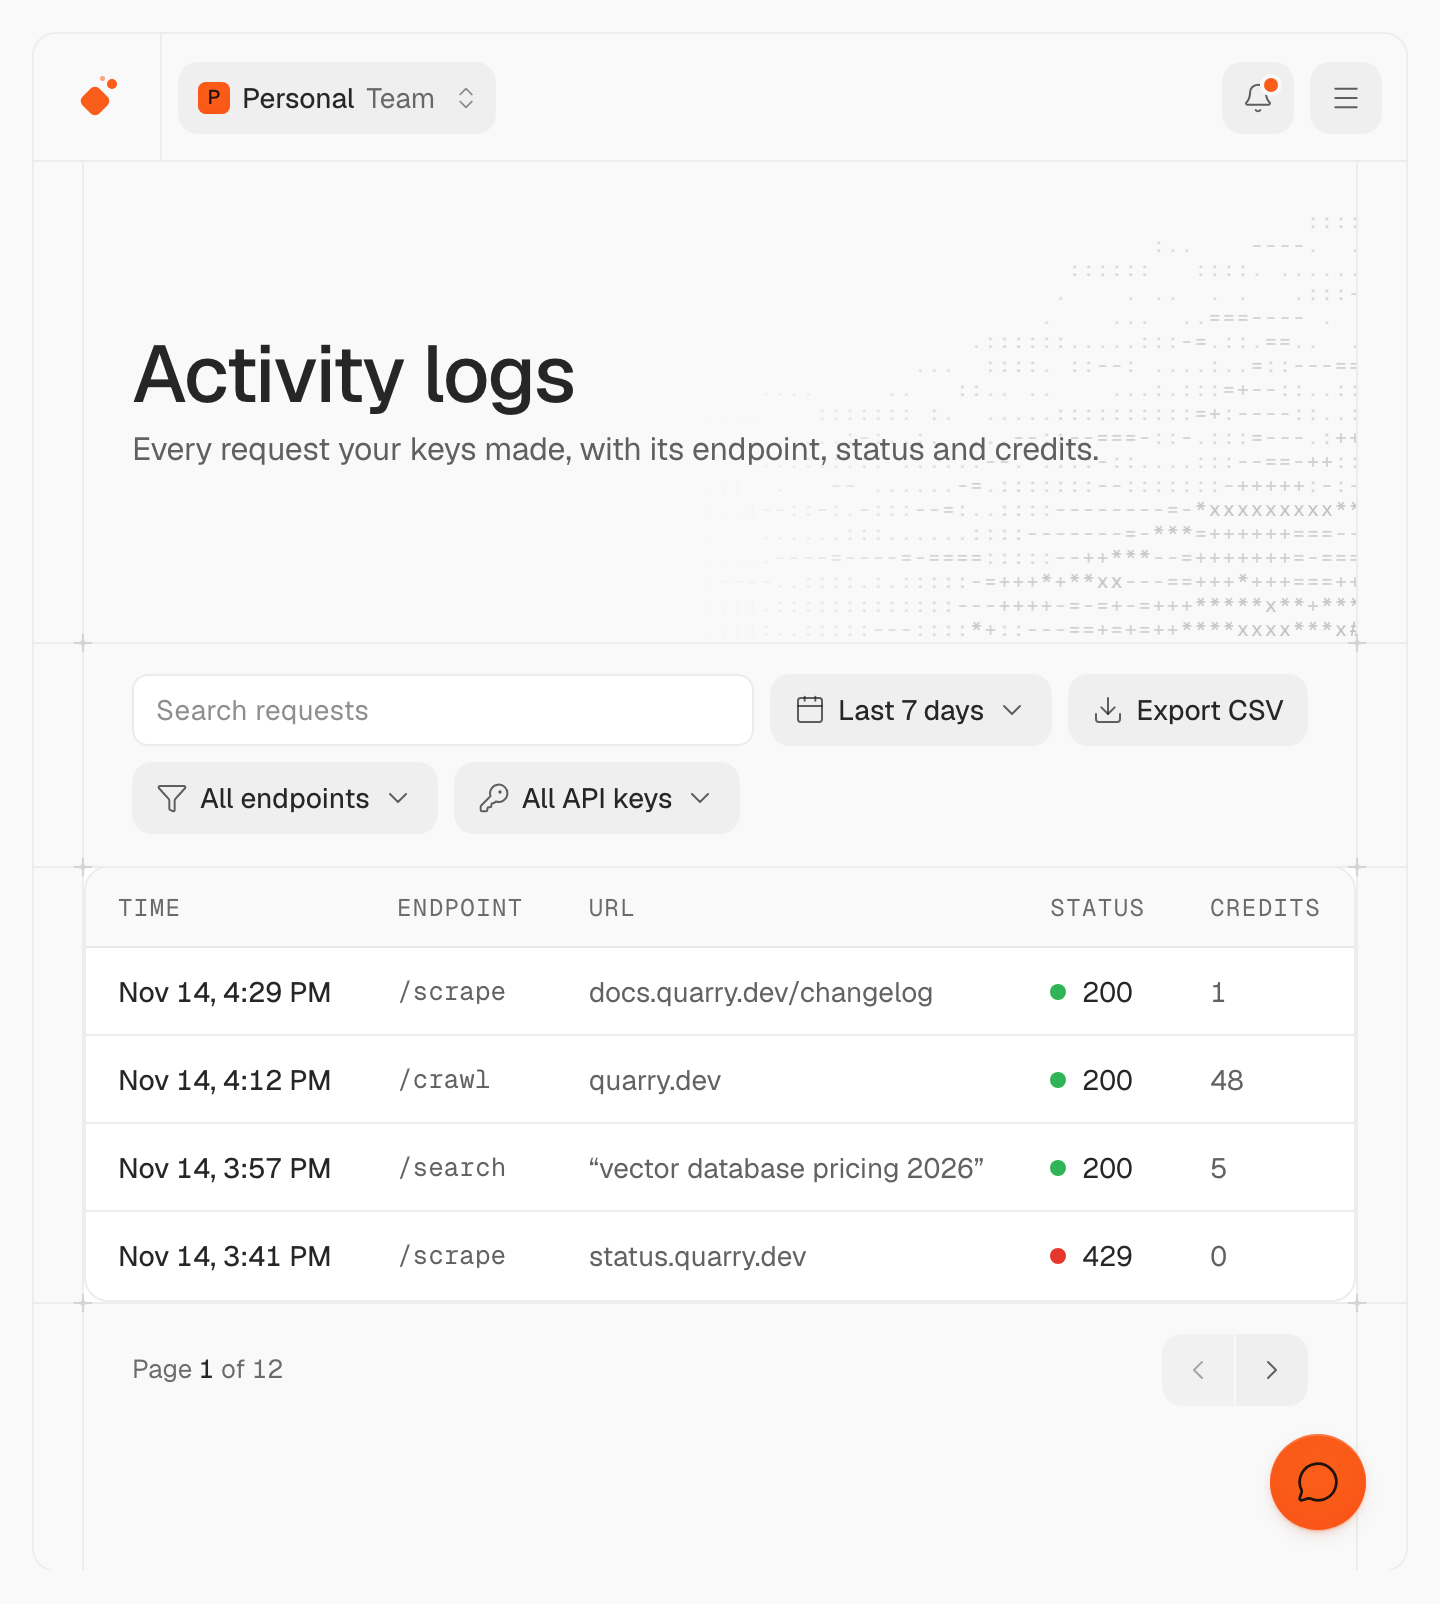 P Personal Team
Activity logs
Every request your keys made, with its endpoint, status and credits.
Search requests
Last 7 days
Export CSV
All endpoints
All API keys
TIME ENDPOINT URL STATUS CREDITS
Nov 14, 4:29 PM /scrape docs.quarry.dev/changelog 200 1
Nov 14, 4:12 PM /crawl quarry.dev 200 48
Nov 14, 3:57 PM /search “vector database pricing 2026” 200 5
Nov 14, 3:41 PM /scrape status.quarry.dev 429 0
Page 1 of 12